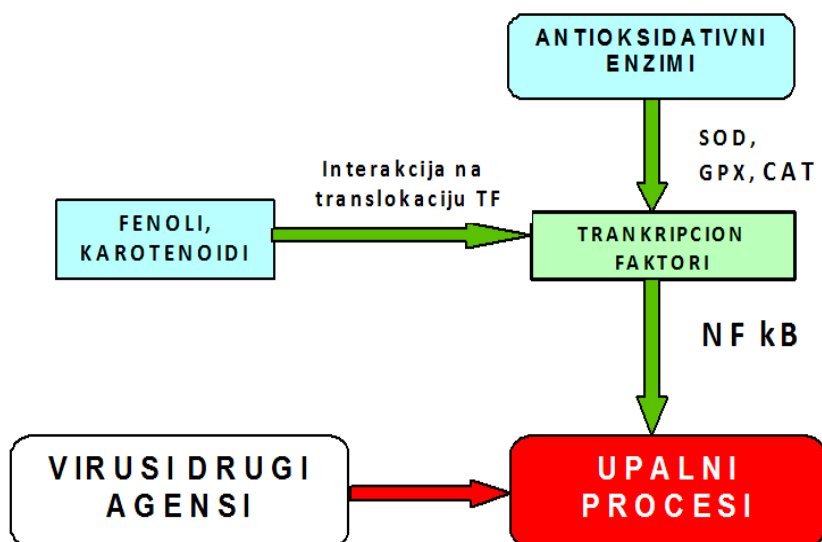 ANTIOKSIDATIVNI
ENZIMI
SOD,
GPX, CAT
Interakcija na
translokaciju TF
FENOLI,
KAROTENOIDI
TRANKRIPCION
FAKTORI
NF kB
VIRUSI DRUGI
AGENSI
UPALNI
PROCESI